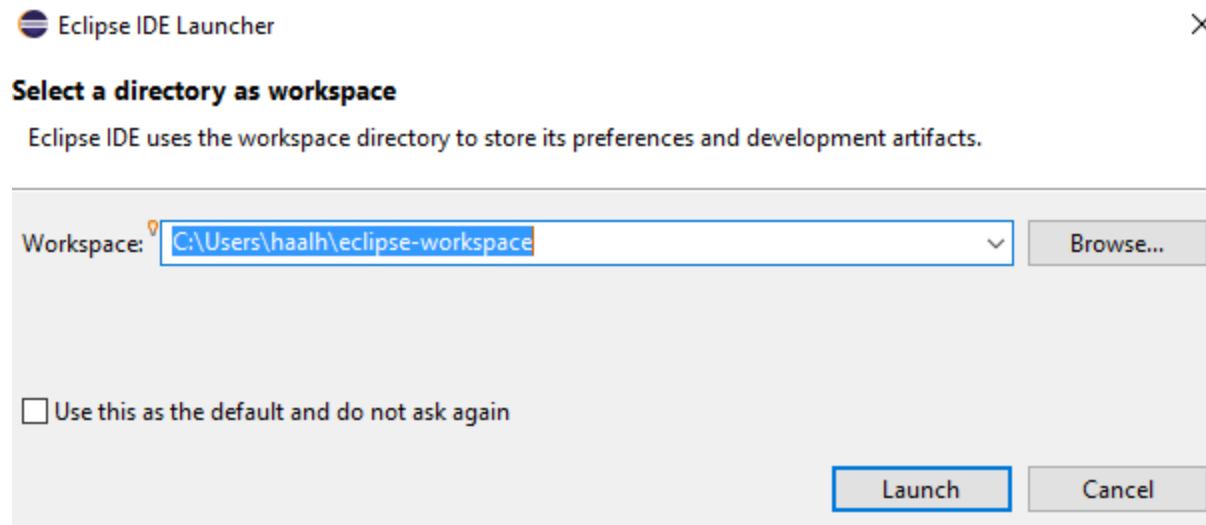 Eclipse IDE Launcher
Select a directory as workspace
Eclipse IDE uses the workspace directory to store its preferences and development artifacts.
Workspace: C:\Users\haalh\eclipse-workspace Browse...
Use this as the default and do not ask again
Launch Cancel